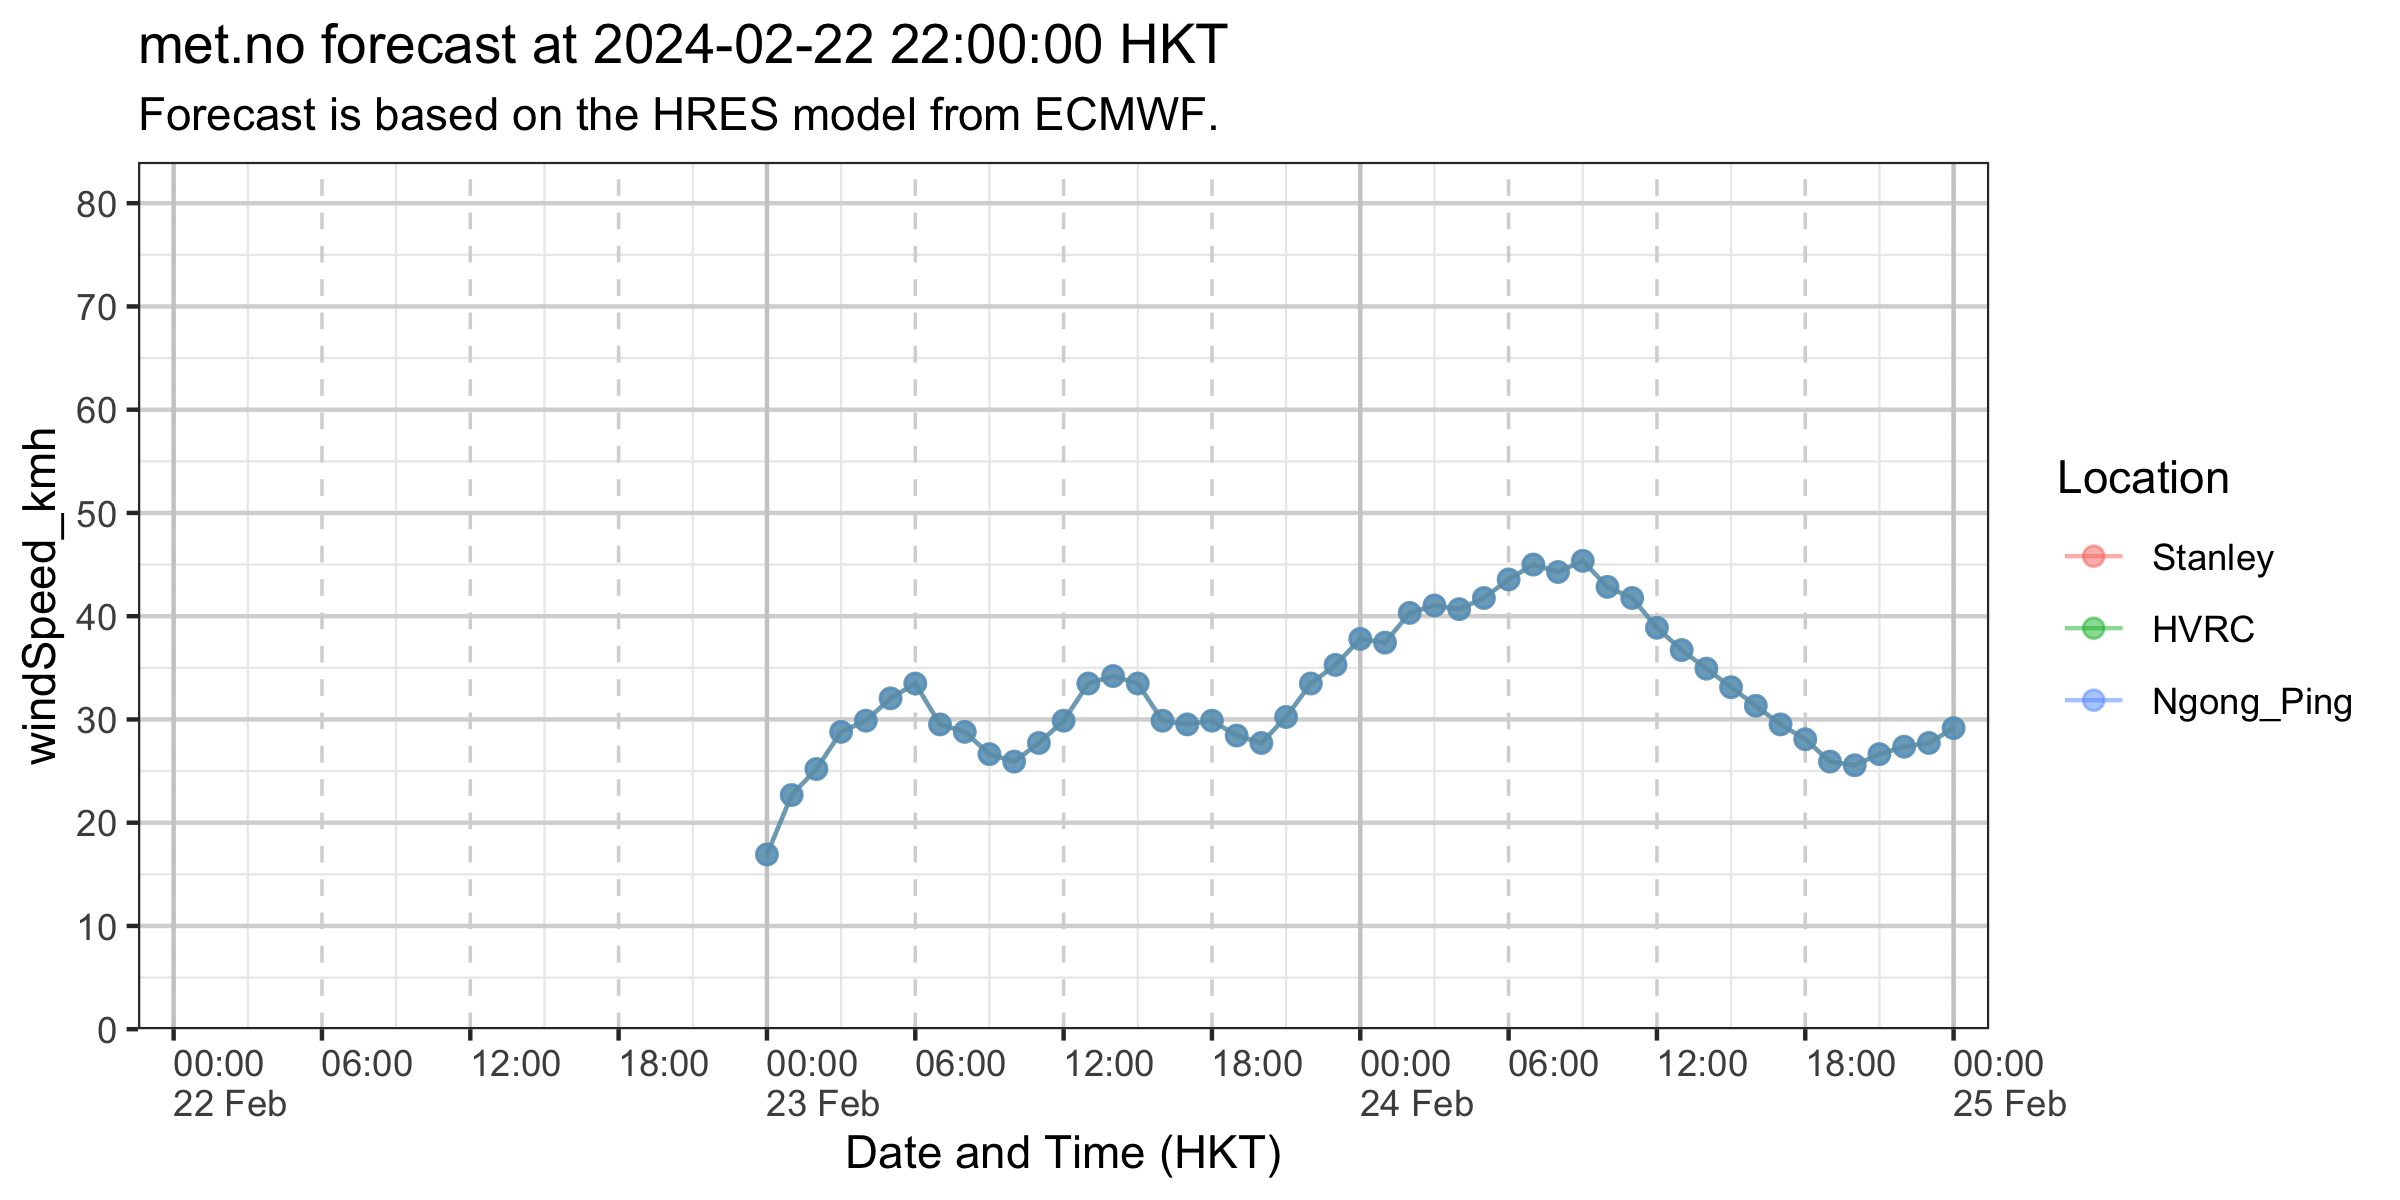 met.no forecast at 2024-02-22 22:00:00 HKT
Forecast is based on the HRES model from ECMWF.
windSpeed_kmh
80
70
60
50
40
30
20
10
0
00:00 06:00 12:00 18:00 00:00 06:00 12:00 18:00 00:00 06:00 12:00 18:00 00:00
22 Feb 23 Feb 24 Feb 25 Feb
Date and Time (HKT)
Location
Stanley
HVRC
Ngong_Ping